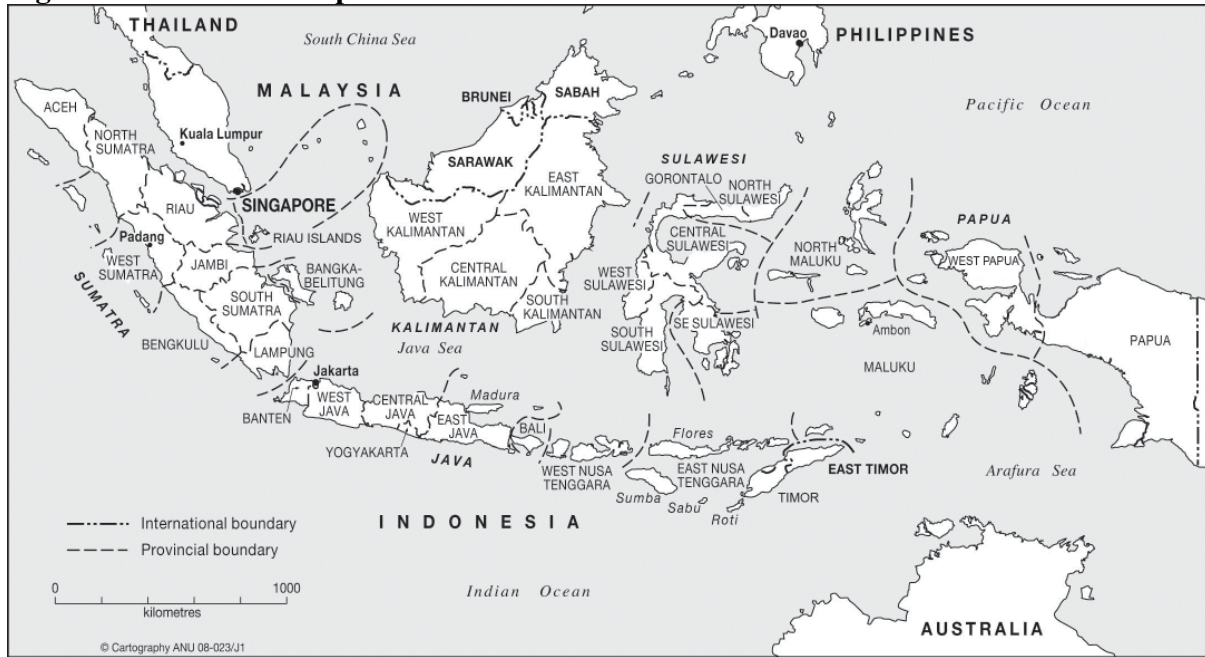 THAILAND
South China Sea
Davao
PHILIPPINES
MALAYSIA
BRUNEI
SABAH
Pacific Ocean
ACEH
NORTH
SUMATRA
Kuala Lumpur
SARAWAK
SULAWESI
GORONTALO
NORTH
SULAWESI
EAST
KALIMANTAN
SINGAPORE
RIAU
PAPUA
Padang
RIAU ISLANDS
WEST
KALIMANTAN
CENTRAL
SULAWESI
NORTH
MALUKU
WEST PAPUA
WEST
SUMATRA
JAMBI
BANGKA-
BELITUNG
CENTRAL
KALIMANTAN
WEST
SULAWESI
SUMATRA
SOUTH
SUMATRA
SOUTH
KALIMANTAN
KALIMANTAN
SE SULAWESI
SOUTH
SULAWESI
Ambon
PAPUA
BENGKULU
LAMPUNG
Java Sea
MALUKU
Jakarta
BANTEN
WEST
JAVA
CENTRAL
JAVA
EAST
JAVA
Madura
BALI
Flores
YOGYAKARTA
JAVA
WEST NUSA
TENGGARA
EAST NUSA
TENGGARA
EAST TIMOR
Arafura Sea
Sumba
Sabu
Roti
TIMOR
INDONESIA
International boundary
Provincial boundary
0 1000
kilometres
Indian Ocean
AUSTRALIA
© Cartography ANU 08-023/J1